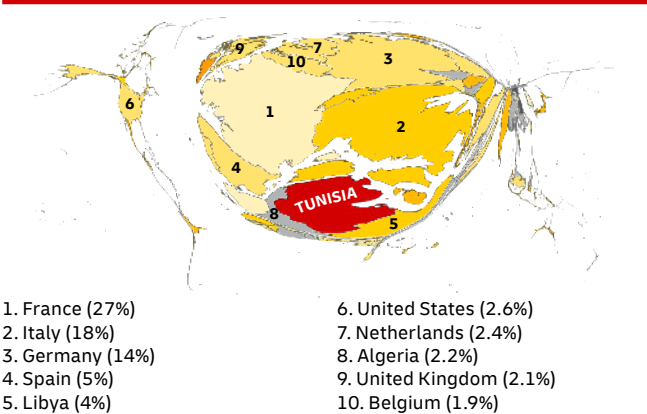 9
7
10
3
6
1
2
4
TUNISIA
8
5
1. France (27%)
2. Italy (18%)
3. Germany (14%)
4. Spain (5%)
5. Libya (4%)
6. United States (2.6%)
7. Netherlands (2.4%)
8. Algeria (2.2%)
9. United Kingdom (2.1%)
10. Belgium (1.9%)